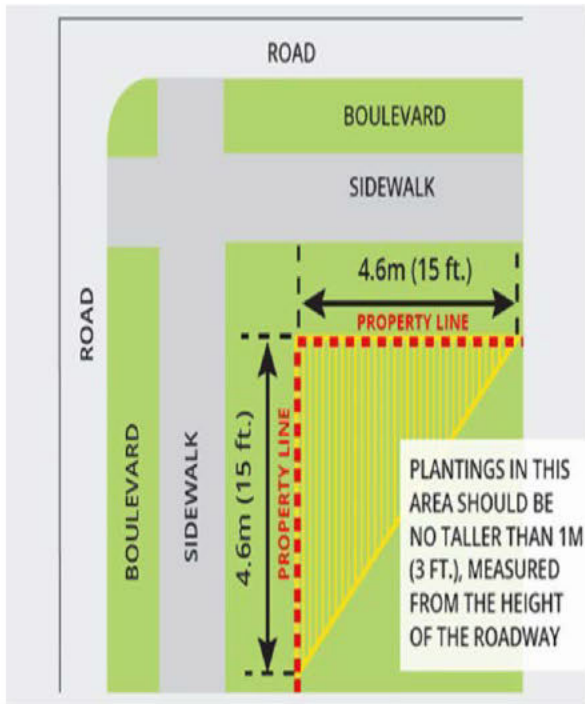 ROAD
BOULEVARD
SIDEWALK
4.6m (15 ft.)
PROPERTY LINE
ROAD
BOULEVARD
SIDEWALK
4.6m (15 ft.)
PROPERTY LINE
PLANTINGS IN THIS
AREA SHOULD BE
NO TALLER THAN 1M
(3 FT.), MEASURED
FROM THE HEIGHT
OF THE ROADWAY